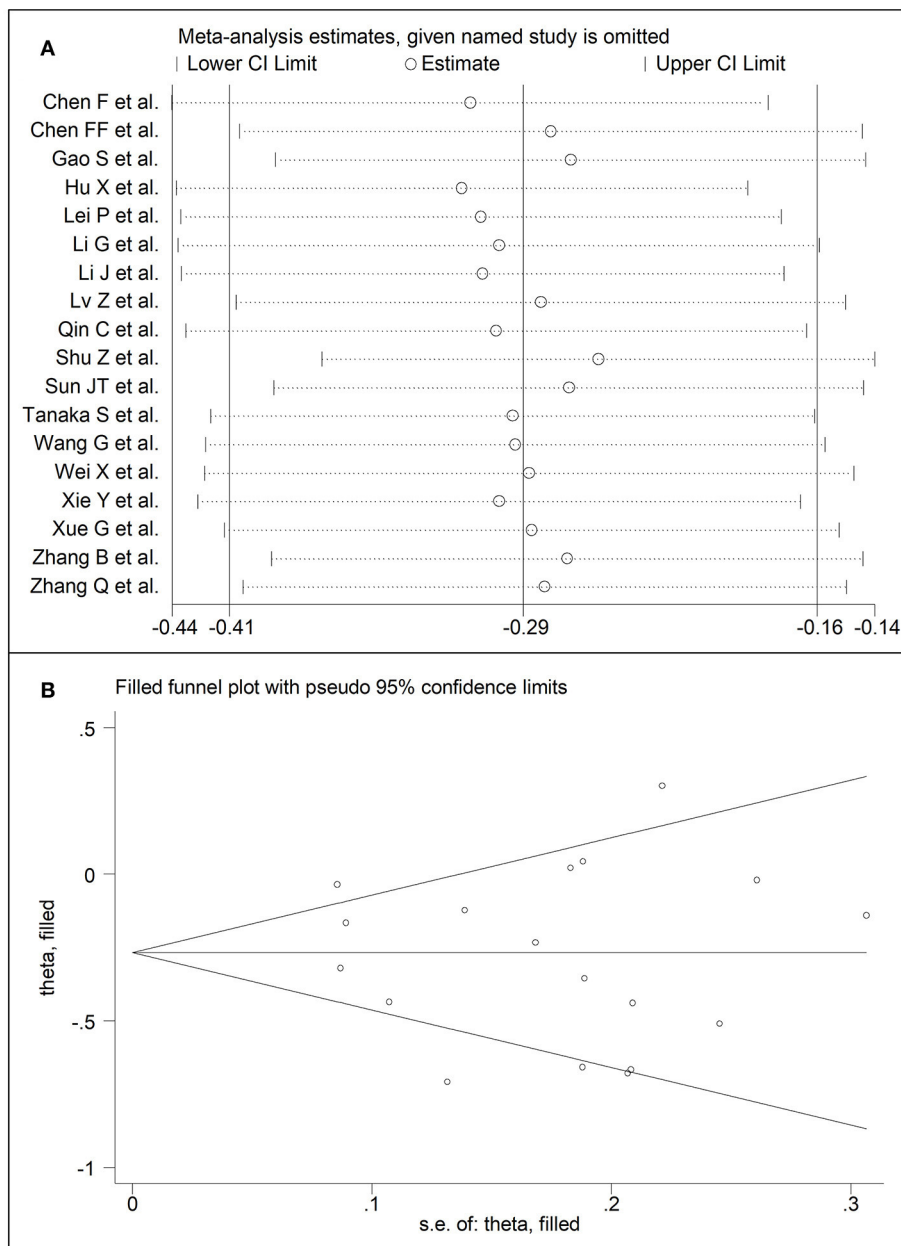 A
Meta-analysis estimates, given named study is omitted
| Lower CI Limit ○ Estimate | Upper CI Limit
Chen F et al.
Chen FF et al.
Gao S et al.
Hu X et al.
Lei P et al.
Li G et al.
Li J et al.
Lv Z et al.
Qin C et al.
Shu Z et al.
Sun JT et al.
Tanaka S et al.
Wang G et al.
Wei X et al.
Xie Y et al.
Xue G et al.
Zhang B et al.
Zhang Q et al.
-0.44 -0.41 -0.29 -0.16 -0.14
B
Filled funnel plot with pseudo 95% confidence limits
theta, filled
.5
0
-.5
-1
0 .1 .2 .3
s.e. of: theta, filled